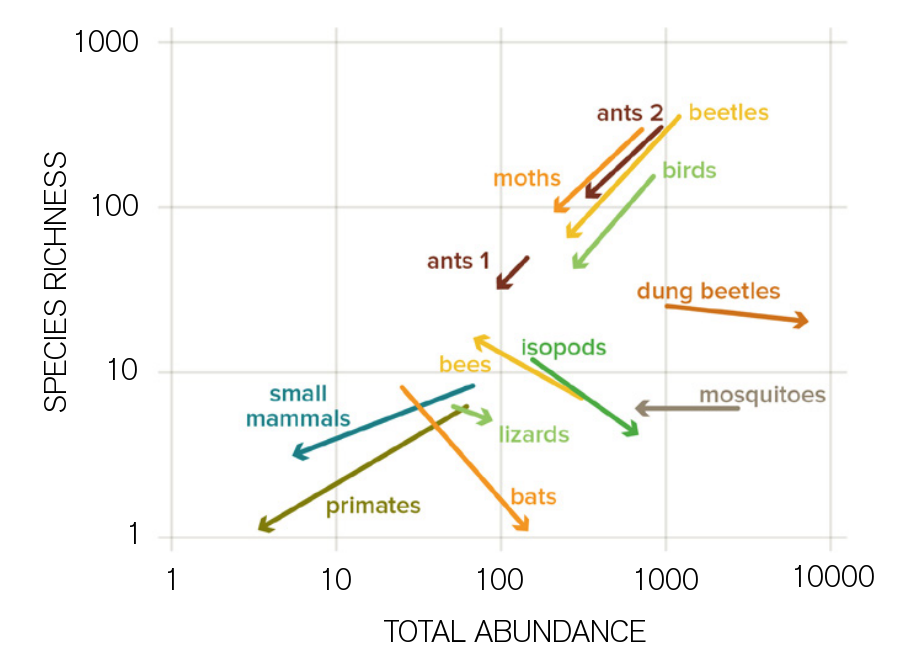 1000
ants 2
beetles
moths
birds
100
ants 1
dung beetles
isopods
bees
10
small
mammals
mosquitoes
lizards
primates
bats
1
SPECIES RICHNESS
1
10
100
1000
10000
TOTAL ABUNDANCE